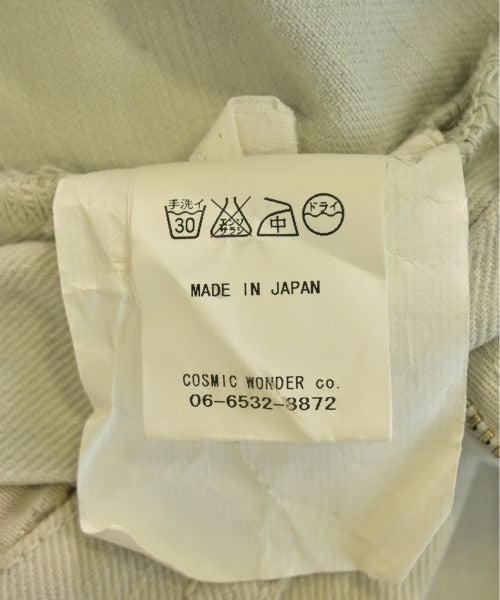 手洗イ 30 エンソサラシ 中 ドライ
MADE IN JAPAN
COSMIC WONDER co.
06-6532-8872